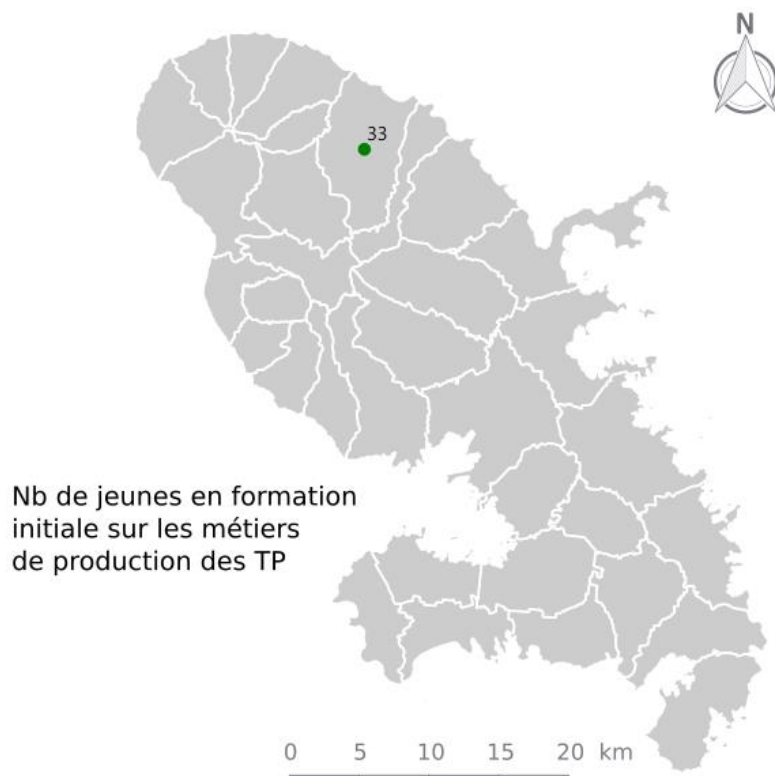 N
33
Nb de jeunes en formation
initiale sur les métiers
de production des TP
0 5 10 15 20 km